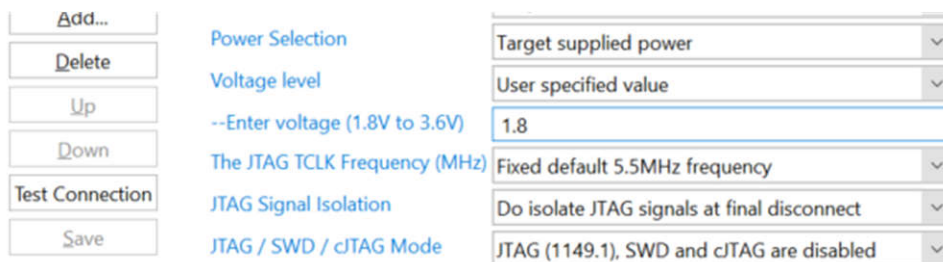 Add...
Delete
Up
Down
Test Connection
Save
Power Selection
Target supplied power
Voltage level
User specified value
--Enter voltage (1.8V to 3.6V)
1.8
The JTAG TCLK Frequency (MHz)
Fixed default 5.5MHz frequency
JTAG Signal Isolation
Do isolate JTAG signals at final disconnect
JTAG / SWD / cJTAG Mode
JTAG (1149.1), SWD and cJTAG are disabled